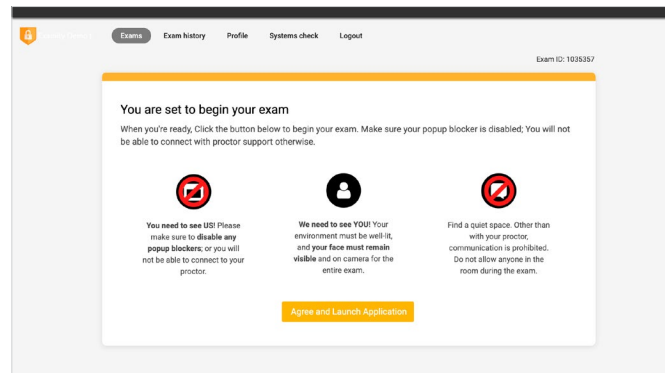 Exams Exam history Profile Systems check Logout
Exam ID: 1035357
You are set to begin your exam
When you're ready, Click the button below to begin your exam. Make sure your popup blocker is disabled; You will not
be able to connect with proctor support otherwise.
You need to see US! Please
make sure to disable any
popup blockers; or you will
not be able to connect to your
proctor.
We need to see YOU! Your
environment must be well-lit,
and your face must remain
visible and on camera for the
entire exam.
Find a quiet space. Other than
with your proctor,
communication is prohibited.
Do not allow anyone in the
room during the exam.
Agree and Launch Application